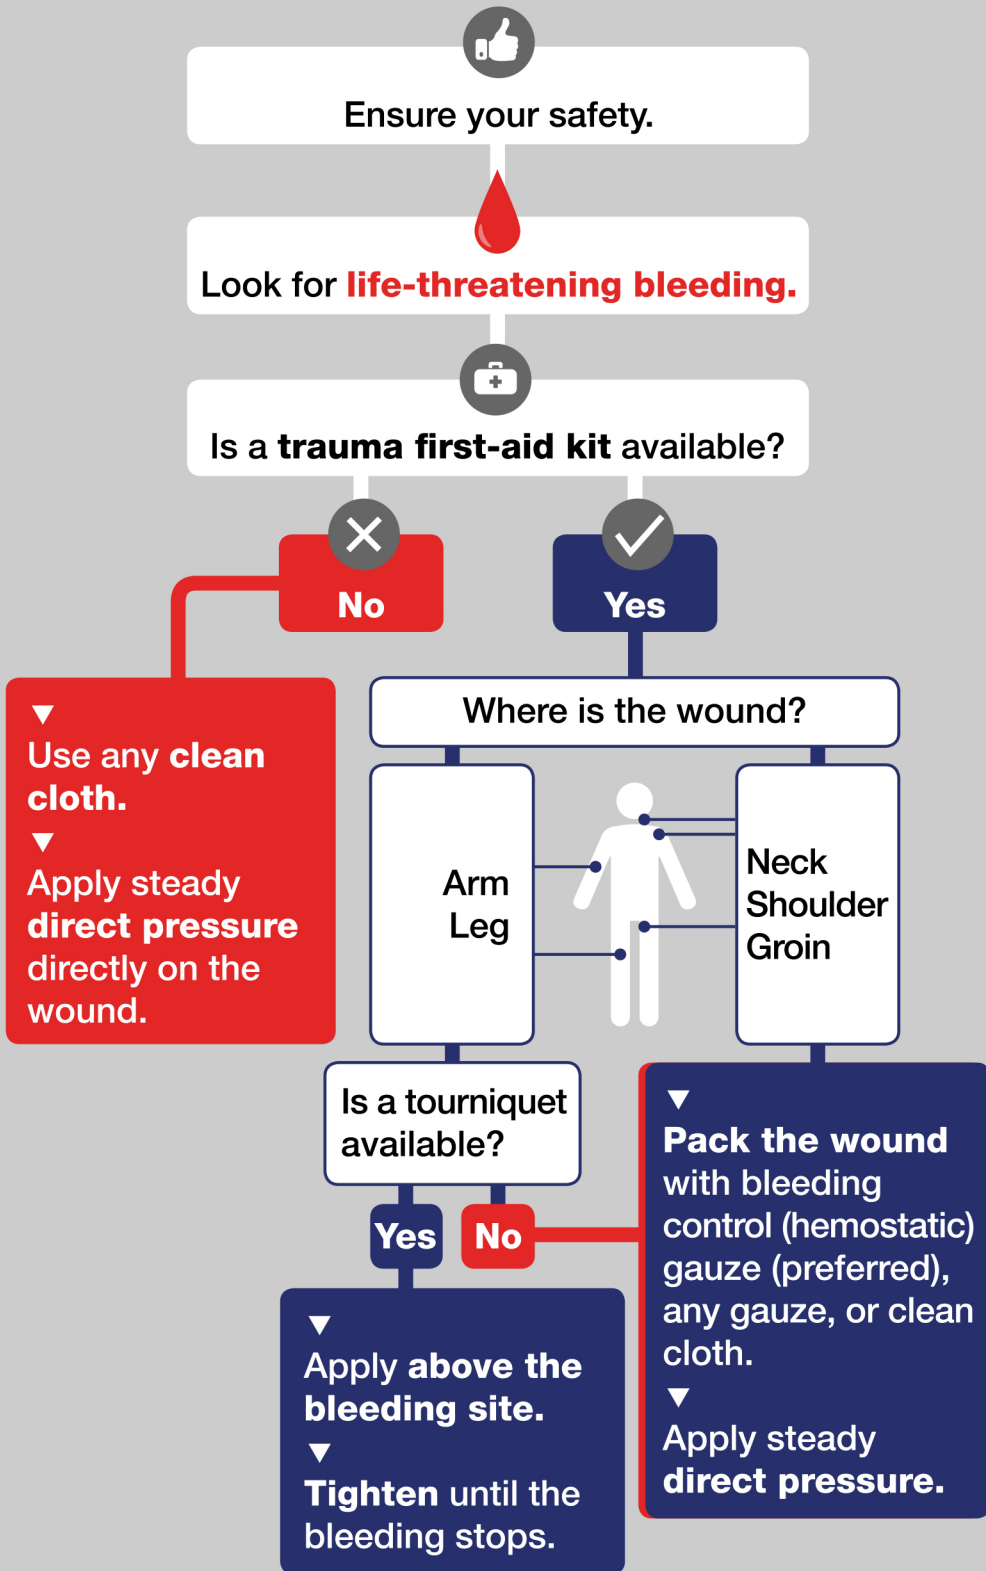 Ensure your safety.
Look for life-threatening bleeding.
Is a trauma first-aid kit available?
No
Yes
Use any clean
cloth.
Apply steady
direct pressure
directly on the
wound.
Where is the wound?
Arm
Leg
Neck
Shoulder
Groin
Is a tourniquet
available?
Yes
No
Apply above the
bleeding site.
Tighten until the
bleeding stops.
Pack the wound
with bleeding
control (hemostatic)
gauze (preferred),
any gauze, or clean
cloth.
Apply steady
direct pressure.